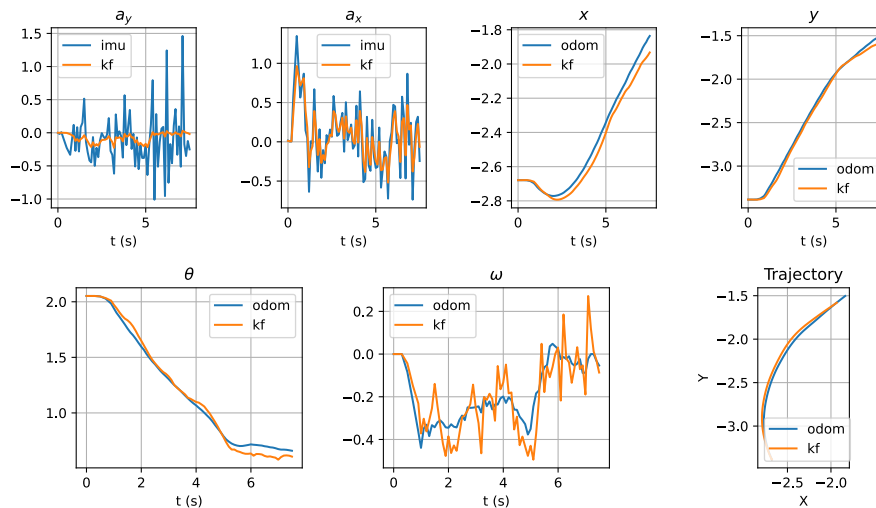 a_y
1.5
1.0
0.5
0.0
−0.5
−1.0
imu
kf
0
5
t (s)
a_x
1.0
0.5
0.0
−0.5
imu
kf
0
5
t (s)
x
−1.8
−2.0
−2.2
−2.4
−2.6
−2.8
odom
kf
0
5
t (s)
y
−1.5
−2.0
−2.5
−3.0
odom
kf
0
5
t (s)
θ
2.0
1.5
1.0
odom
kf
0
2
4
6
t (s)
ω
0.2
0.0
−0.2
−0.4
odom
kf
0
2
4
6
t (s)
Trajectory
−1.5
−2.0
−2.5
−3.0
Y
odom
kf
−2.5
−2.0
X